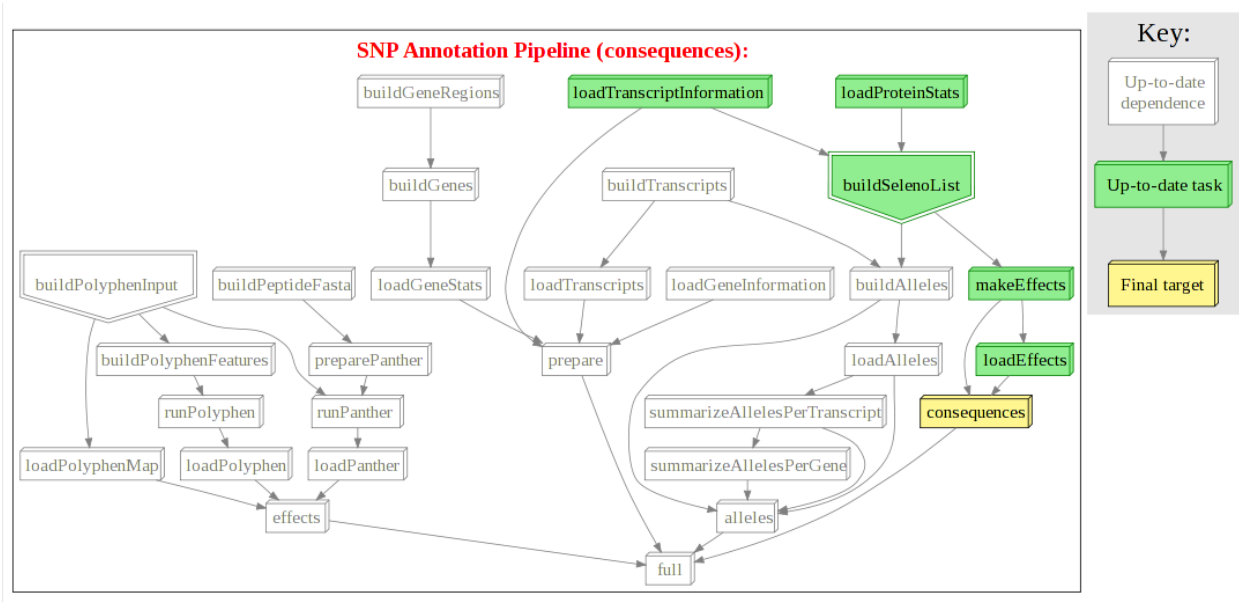 SNP Annotation Pipeline (consequences):
buildGeneRegions
loadTranscriptInformation
loadProteinStats
buildGenes
buildTranscripts
buildSelenoList
buildPolyphenInput
buildPeptideFasta
loadGeneStats
loadTranscripts
loadGeneInformation
buildAlleles
makeEffects
buildPolyphenFeatures
preparePanther
prepare
loadAlleles
loadEffects
runPolyphen
runPanther
summarizeAllelesPerTranscript
consequences
loadPolyphenMap
loadPolyphen
loadPanther
summarizeAllelesPerGene
effects
alleles
full
Key:
Up-to-date
dependence
Up-to-date task
Final target